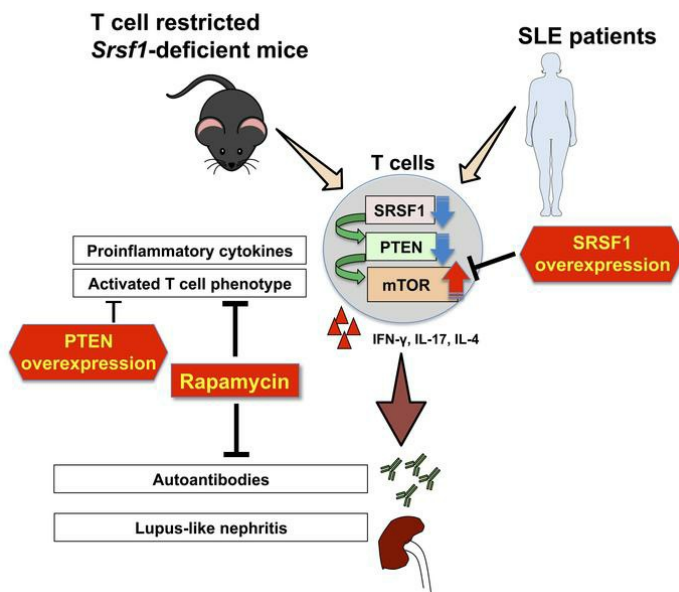 T cell restricted
Srsf1-deficient mice
SLE patients
T cells
SRSF1
PTEN
mTOR
SRSF1
overexpression
Proinflammatory cytokines
Activated T cell phenotype
PTEN
overexpression
Rapamycin
IFN-γ, IL-17, IL-4
Autoantibodies
Lupus-like nephritis